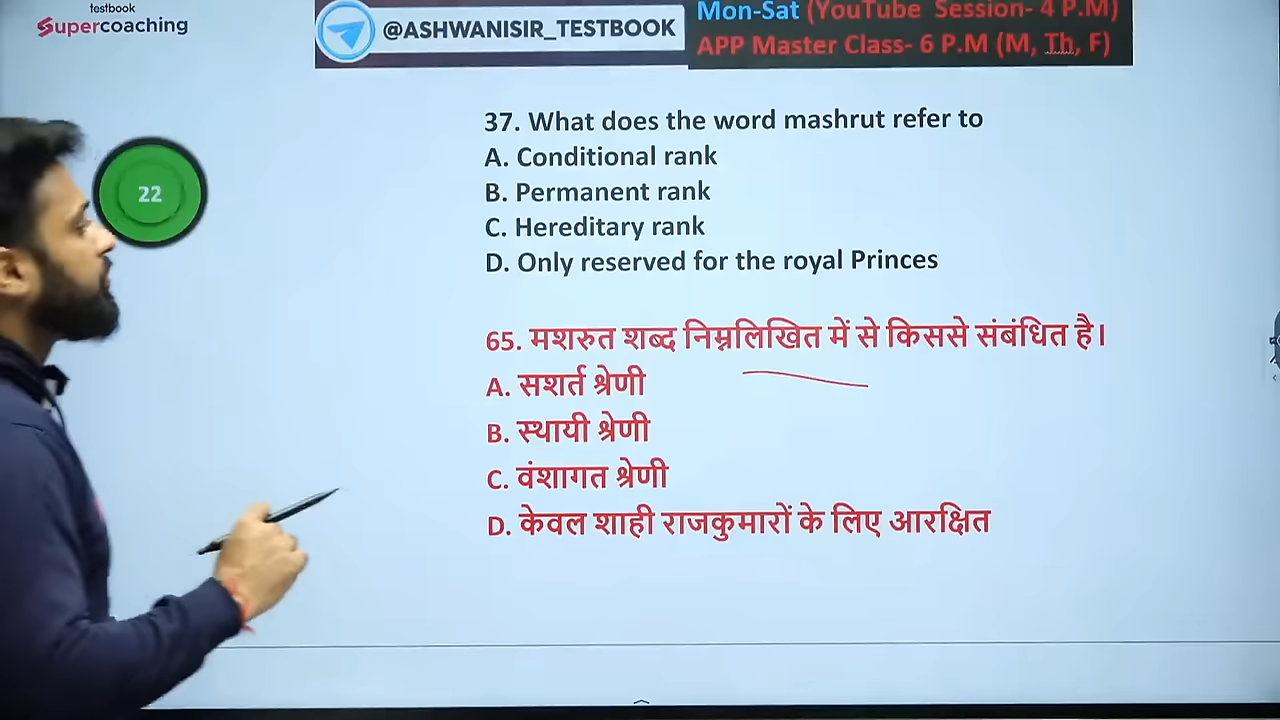 testbook
Supercoaching
@ASHWANISIR_TESTBOOK
Mon-Sat (YouTube Session- 4 P.M)
APP Master Class- 6 P.M (M, Th, F)
22
37. What does the word mashrut refer to
A. Conditional rank
B. Permanent rank
C. Hereditary rank
D. Only reserved for the royal Princes
65. मशरुत शब्द निम्नलिखित में से किससे संबंधित है।
A. सशर्त श्रेणी
B. स्थायी श्रेणी
C. वंशागत श्रेणी
D. केवल शाही राजकुमारों के लिए आरक्षित